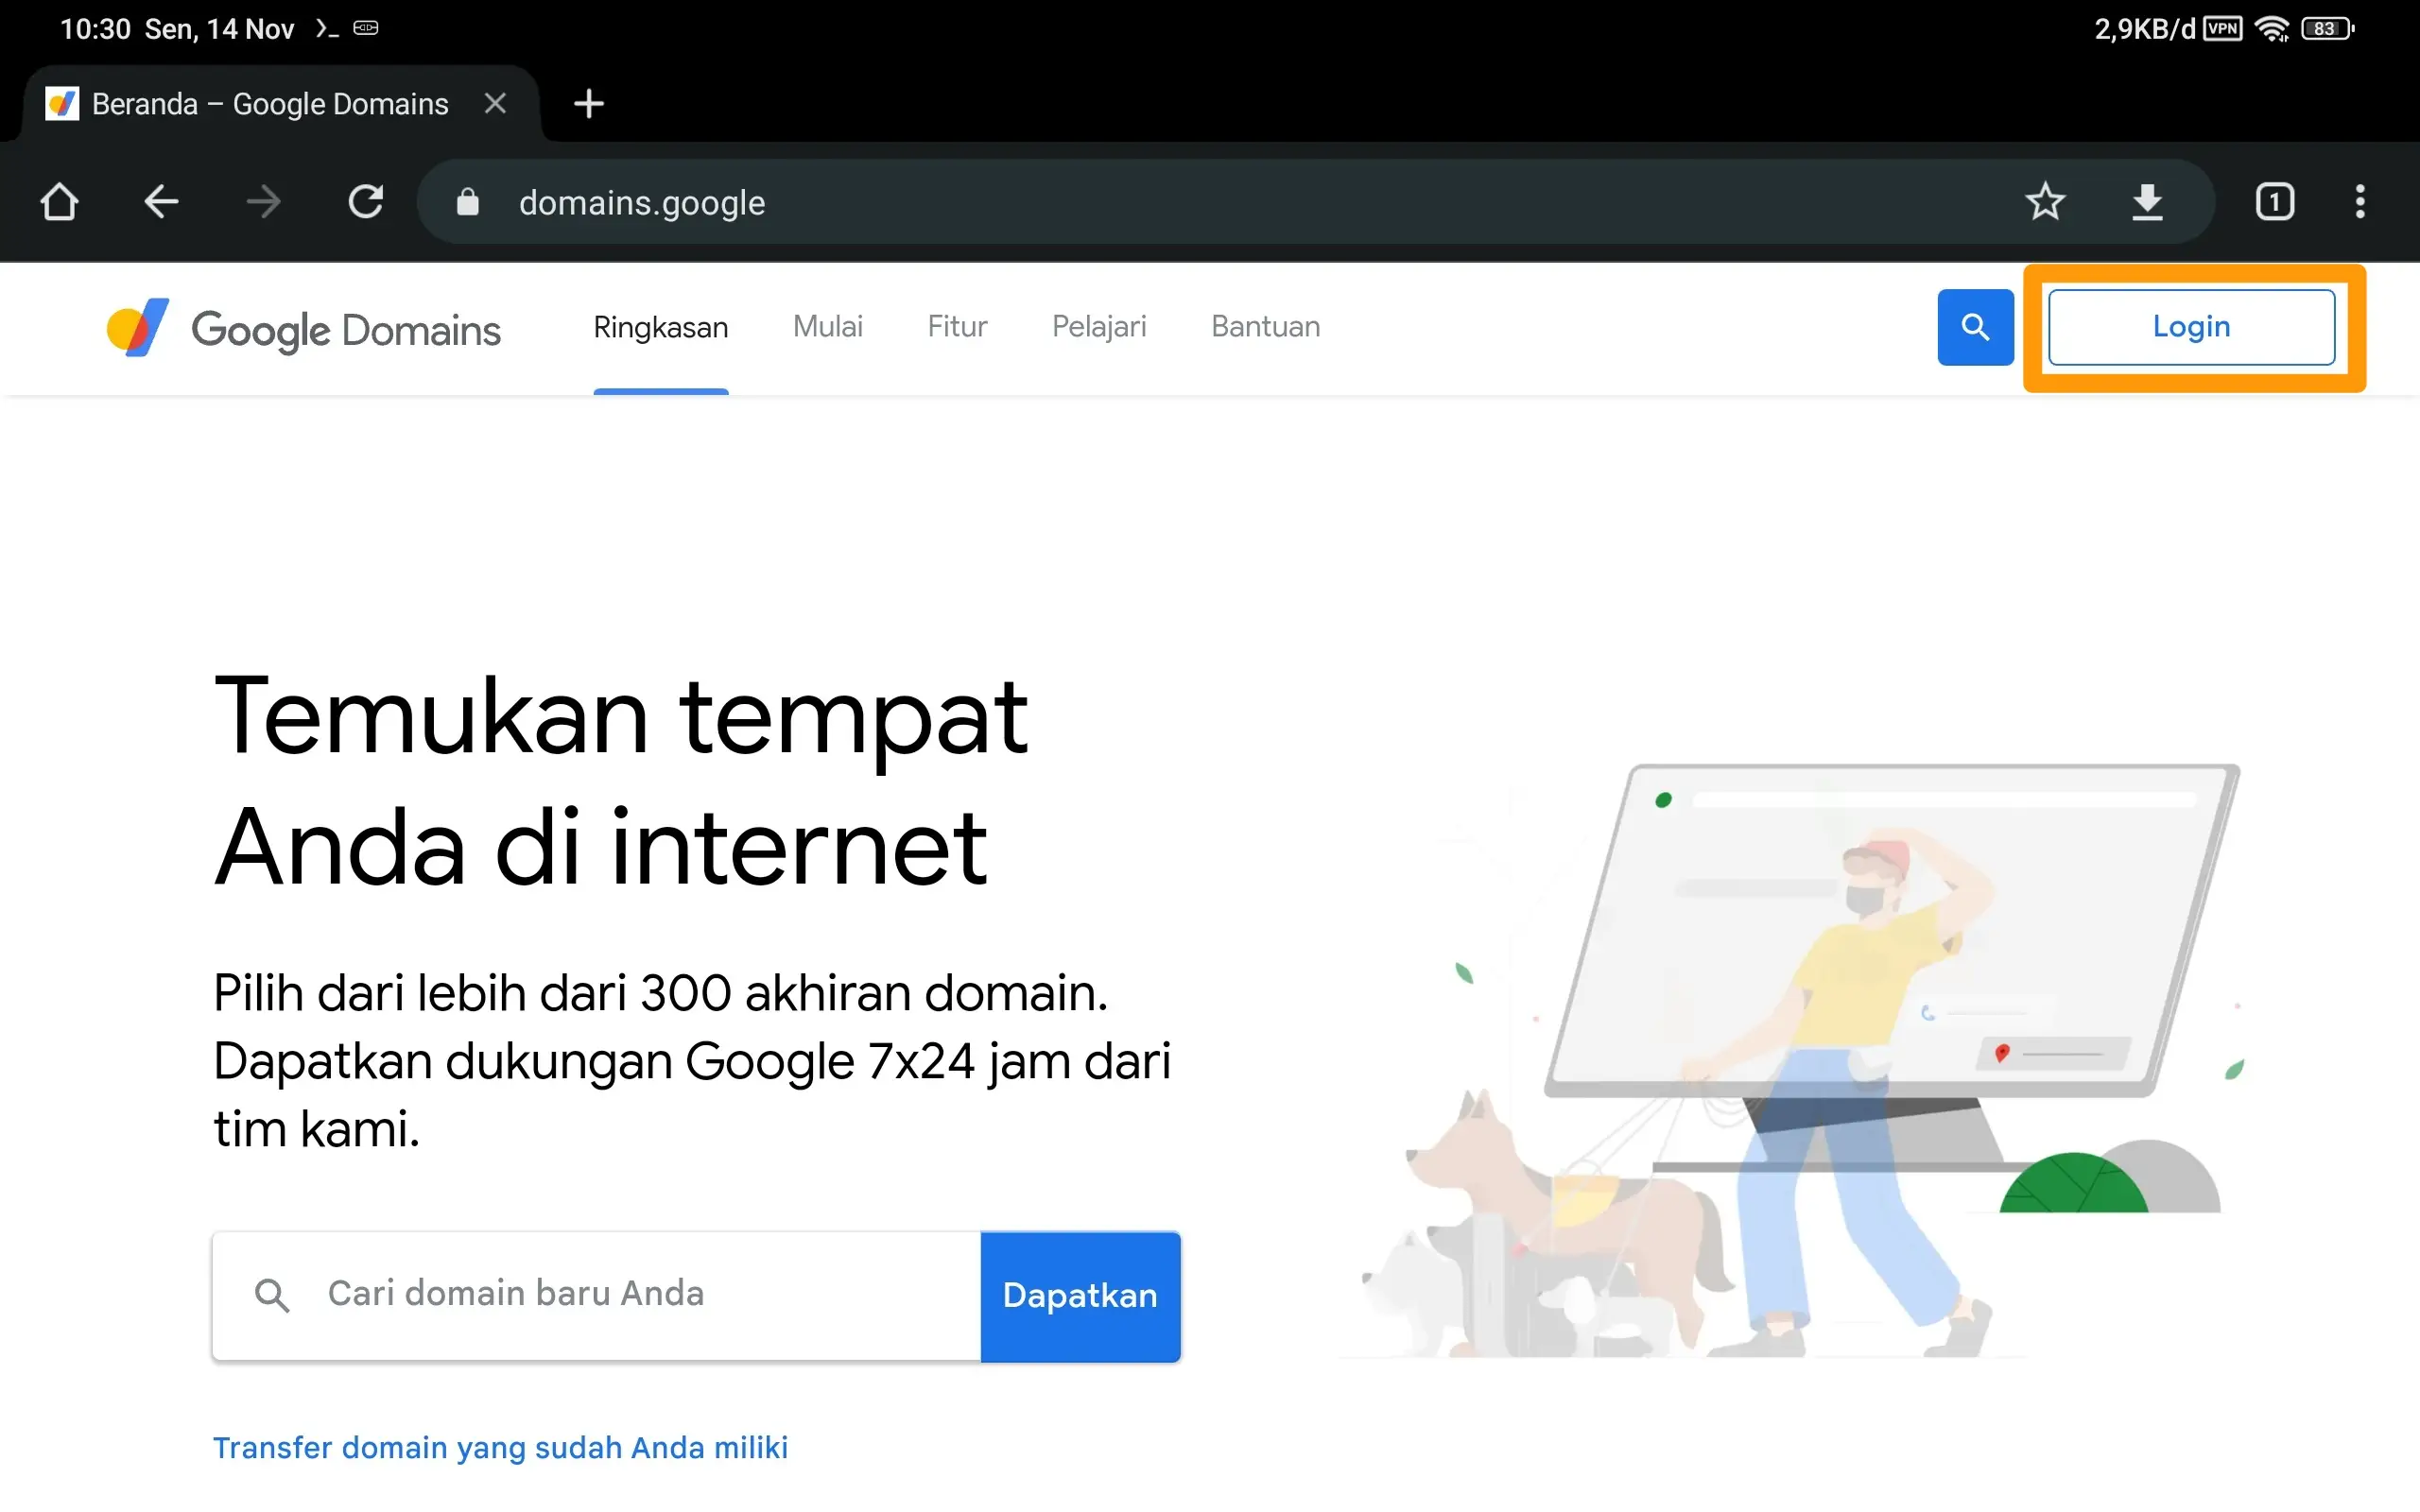 10:30 Sen, 14 Nov
2,9KB/d VPN 83
Beranda – Google Domains
domains.google
1
Google Domains
Ringkasan
Mulai
Fitur
Pelajari
Bantuan
Login
Temukan tempat
Anda di internet
Pilih dari lebih dari 300 akhiran domain.
Dapatkan dukungan Google 7x24 jam dari
tim kami.
Cari domain baru Anda
Dapatkan
Transfer domain yang sudah Anda miliki